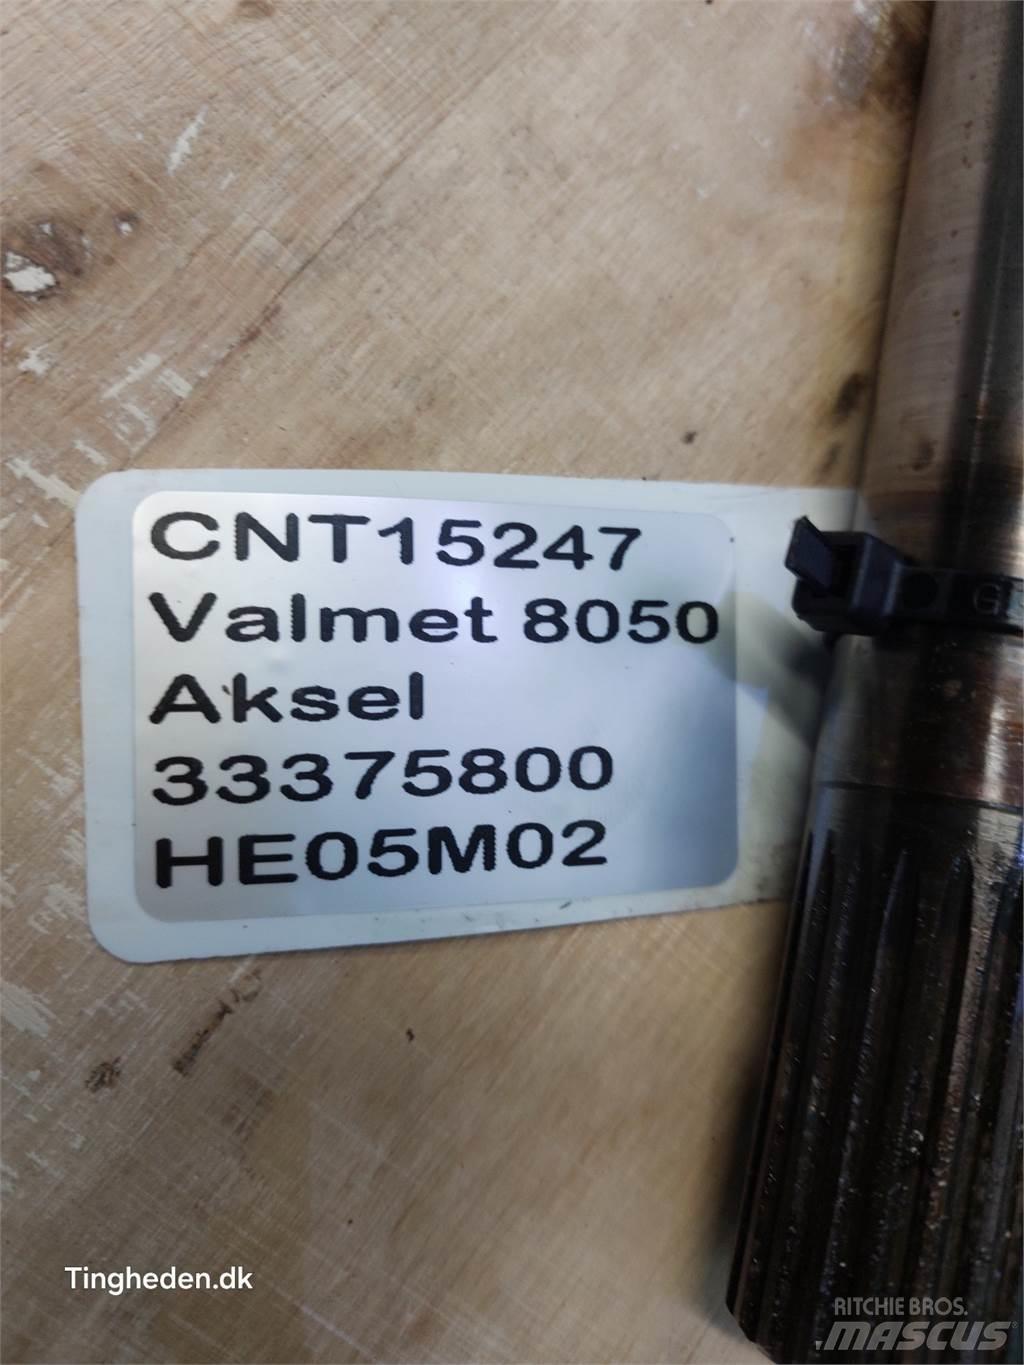 CNT15247
Valmet 8050
Aksel
33375800
HE05M02
Tingheden.dk
RITCHIE BROS.
MASCUS